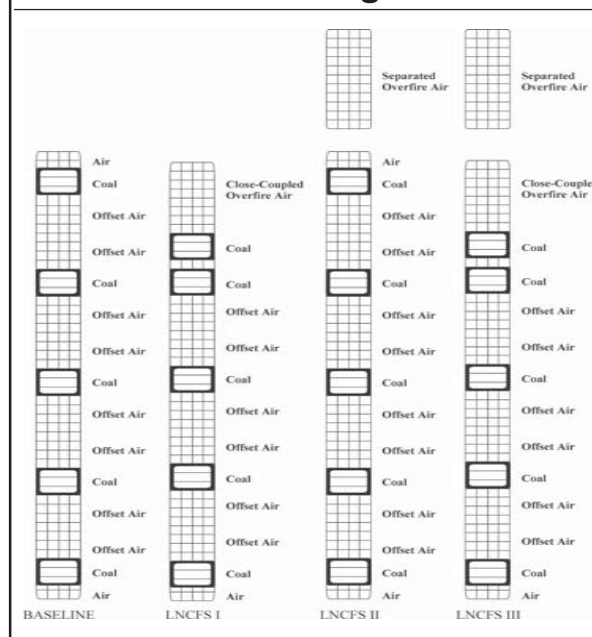 Air
Coal
Offset Air
Offset Air
Coal
Offset Air
Offset Air
Coal
Offset Air
Offset Air
Coal
Offset Air
Offset Air
Coal
Air
BASELINE
Close-Coupled
Overfire Air
Coal
Coal
Offset Air
Offset Air
Coal
Offset Air
Offset Air
Coal
Offset Air
Offset Air
Coal
Air
LNCFS I
Separated
Overfire Air
Air
Coal
Offset Air
Offset Air
Coal
Offset Air
Offset Air
Coal
Offset Air
Offset Air
Coal
Offset Air
Offset Air
Coal
Air
LNCFS II
Separated
Overfire Air
Close-Couple
Overfire Air
Coal
Coal
Offset Air
Offset Air
Coal
Offset Air
Offset Air
Coal
Offset Air
Offset Air
Coal
Air
LNCFS III